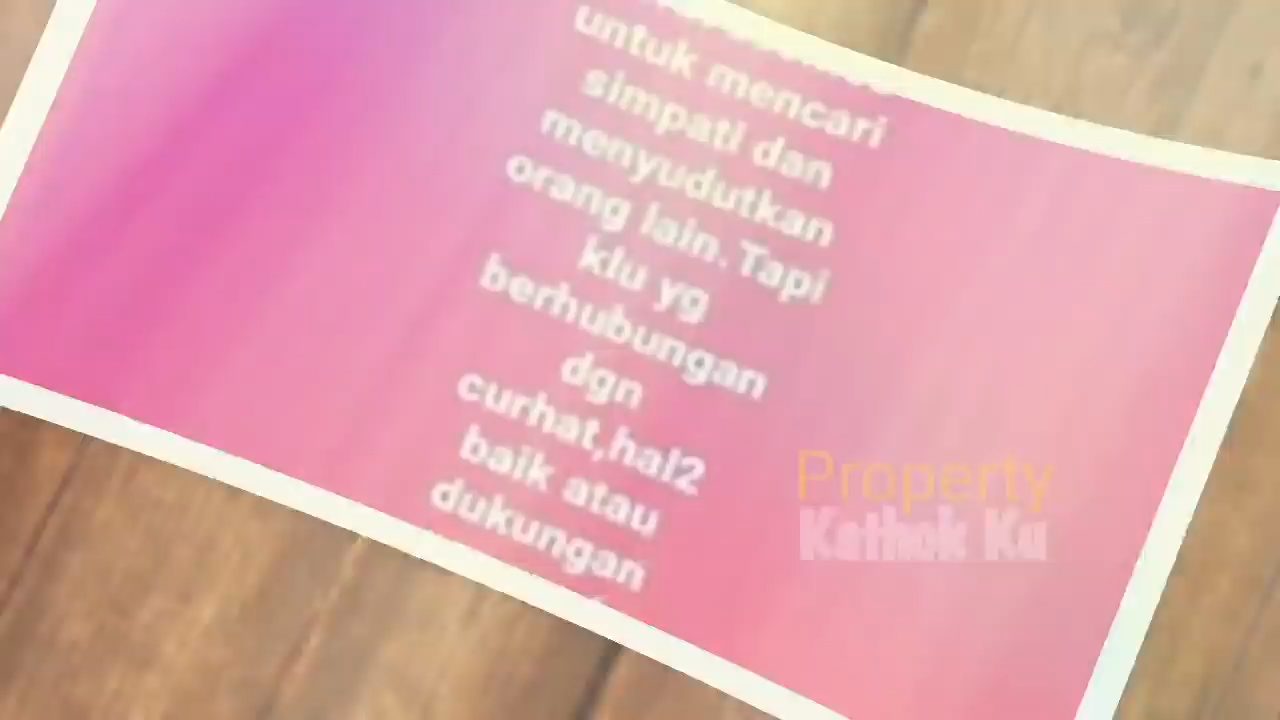 untuk mencari
simpati dan
menyudutkan
orang lain. Tapi
klu yg
berhubungan
dgn
curhat,hal2
baik atau
dukungan
Property
Kathok Ku